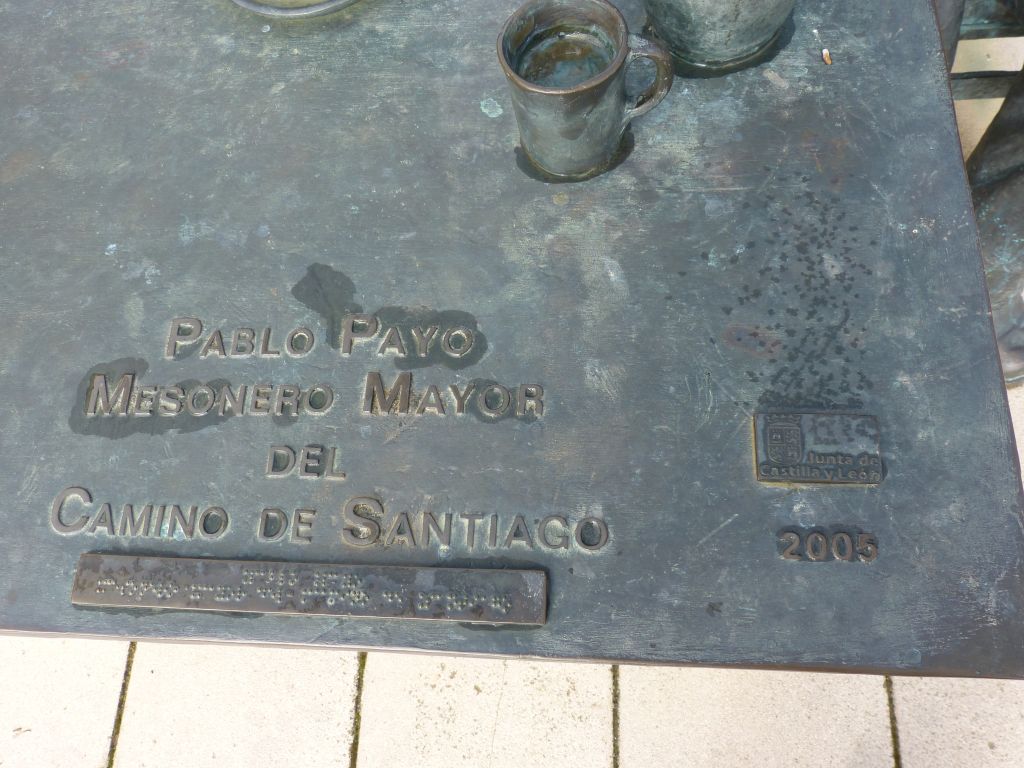 PABLO PAYO
MESONERO MAYOR
DEL
CAMINO DE SANTIAGO
Junta de
Castilla y León
2005